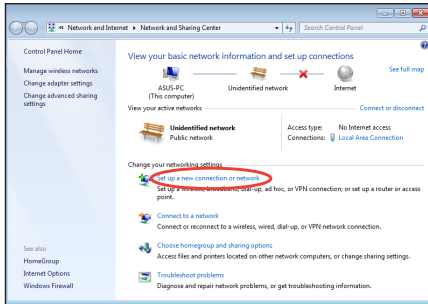 « Network and Internet ▸ Network and Sharing Center
Search Control Panel
Control Panel Home
Manage wireless networks
Change adapter settings
Change advanced sharing
settings
See also
HomeGroup
Internet Options
Windows Firewall
View your basic network information and set up connections
See full map
ASUS-PC
(This computer)
Unidentified network
Internet
View your active networks
Connect or disconnect
Unidentified network
Public network
Access type: No Internet access
Connections: Local Area Connection
Change your networking settings
Set up a new connection or network
Set up a wireless, broadband, dial-up, ad hoc, or VPN connection; or set up a router or access
point.
Connect to a network
Connect or reconnect to a wireless, wired, dial-up, or VPN network connection.
Choose homegroup and sharing options
Access files and printers located on other network computers, or change sharing settings.
Troubleshoot problems
Diagnose and repair network problems, or get troubleshooting information.